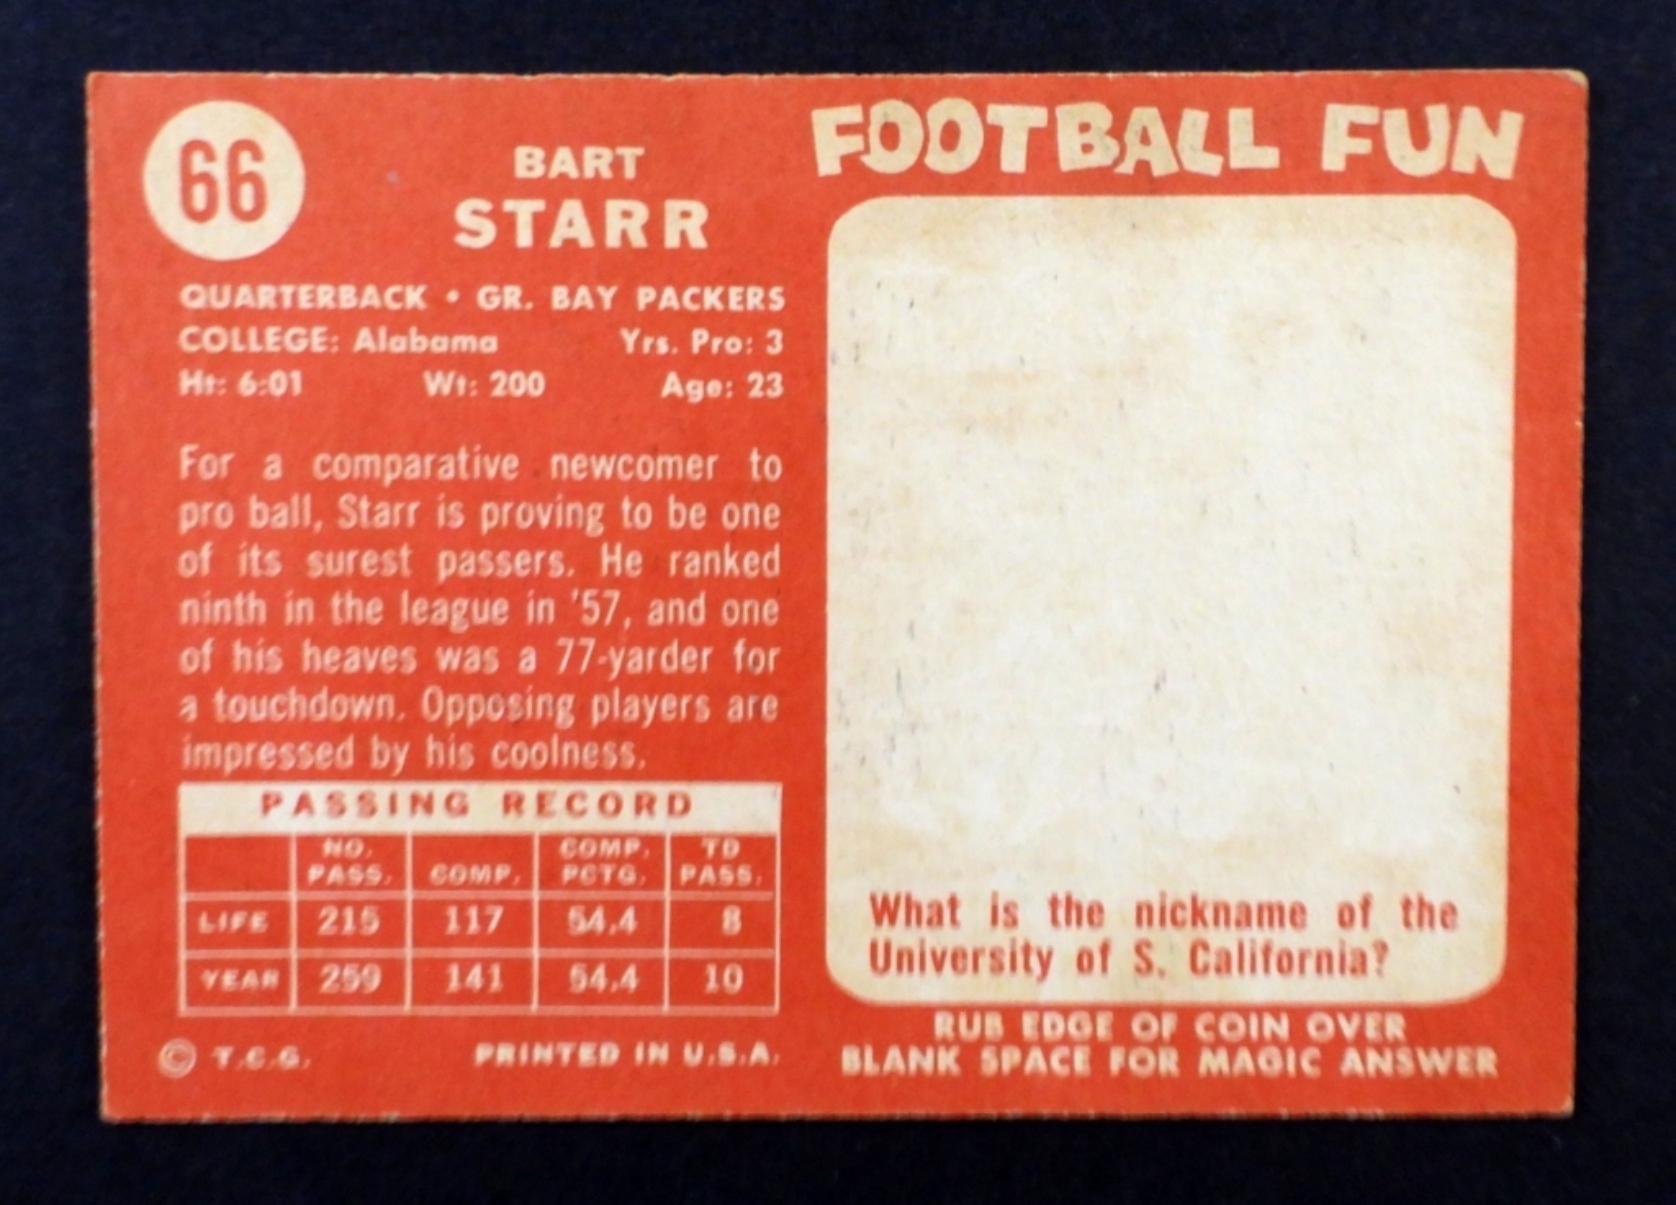 66
BART
STARR
QUARTERBACK • GR. BAY PACKERS
COLLEGE: Alabama Yrs. Pro: 3
Ht: 6:01 Wt: 200 Age: 23
For a comparative newcomer to
pro ball, Starr is proving to be one
of its surest passers. He ranked
ninth in the league in '57, and one
of his heaves was a 77-yarder for
a touchdown. Opposing players are
impressed by his coolness.
PASSING RECORD
NO. PASS. COMP. COMP. PCTG. TD PASS.
LIFE 215 117 54.4 8
YEAR 259 141 54.4 10
© T.C.G. PRINTED IN U.S.A.
FOOTBALL FUN
What is the nickname of the
University of S. California?
RUB EDGE OF COIN OVER
BLANK SPACE FOR MAGIC ANSWER